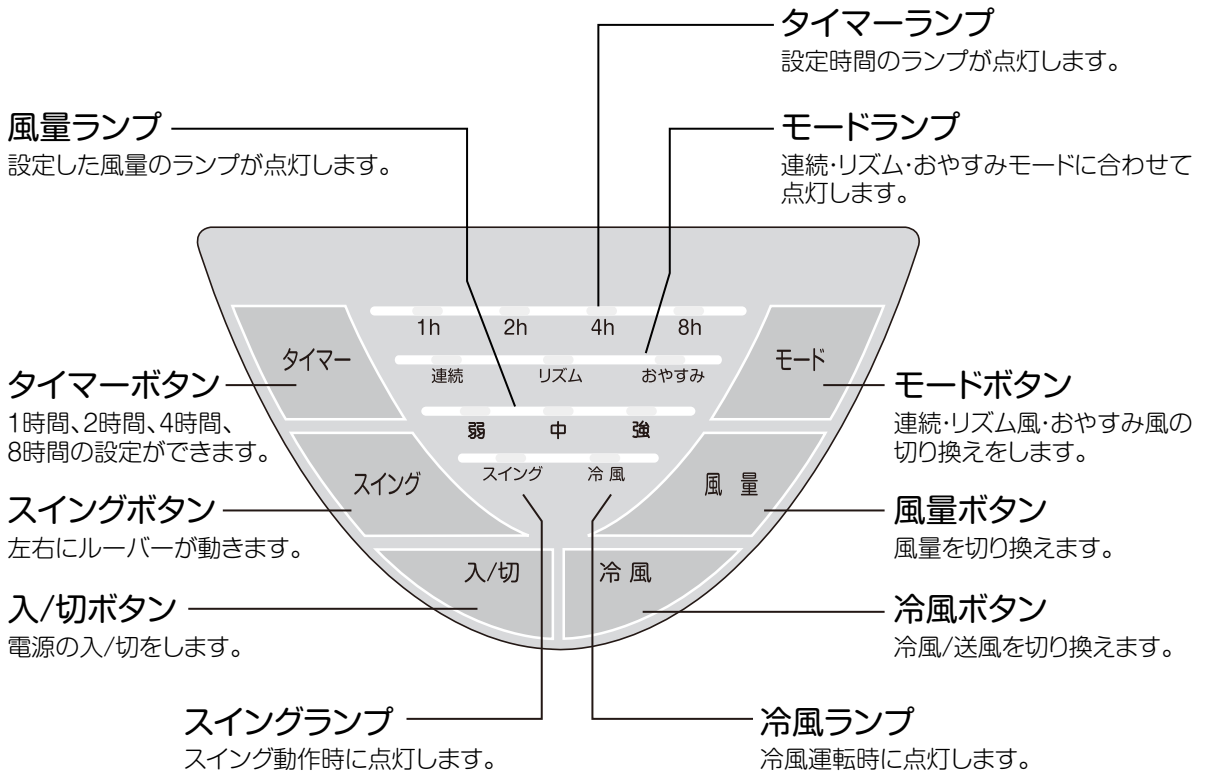 タイマーランプ
設定時間のランプが点灯します。
風量ランプ
設定した風量のランプが点灯します。
モードランプ
連続・リズム・おやすみモードに合わせて
点灯します。
1h 2h 4h 8h
タイマー
モード
連続 リズム おやすみ
タイマーボタン
1時間、2時間、4時間、
8時間の設定ができます。
モードボタン
連続・リズム風・おやすみ風の
切り換えをします。
弱 中 強
スイング 冷風
スイング
風量
スイングボタン
左右にルーバーが動きます。
風量ボタン
風量を切り換えます。
入/切
冷風
入/切ボタン
電源の入/切をします。
冷風ボタン
冷風/送風を切り換えます。
スイングランプ
スイング動作時に点灯します。
冷風ランプ
冷風運転時に点灯します。